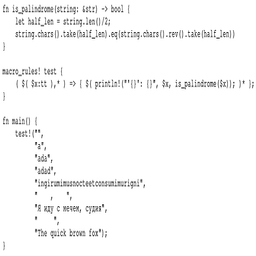 fn is_palindrome(string: &str) -> bool {
let half_len = string.len()/2;
string.chars().take(half_len).eq(string.chars().rev().take(half_len))
}
macro_rules! test {
( $( $x:tt ),* ) => { $( println!("'{}': {}", $x, is_palindrome($x)); )* };
}
fn main() {
test!("",
"a",
"ada",
"adad",
"ingirumimusnocteetconsumimurigni",
"   ,   ",
"Я иду с мечем, судия",
"   ",
"The quick brown fox");
}